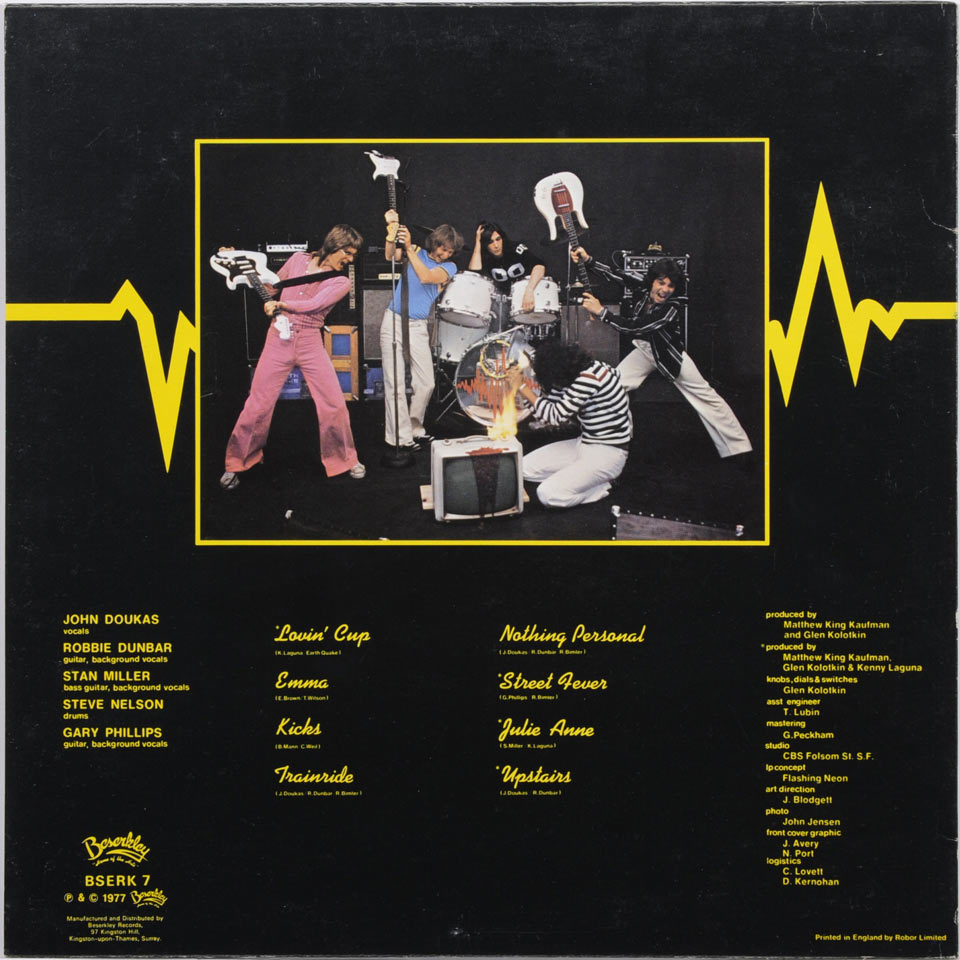 JOHN DOUKAS
vocals
ROBBIE DUNBAR
guitar, background vocals
STAN MILLER
bass guitar, background vocals
STEVE NELSON
drums
GARY PHILLIPS
guitar, background vocals
*Lovin' Cup
(K. Laguna Earth Quake)
Emma
(E. Brown T. Wilson)
Kicks
(B. Mann C. Weil)
Trainride
(J. Doukas R. Dunbar R. Bimler)
Nothing Personal
(J. Doukas R. Dunbar R. Bimler)
*Street Fever
(G. Phillips R. Bimler)
*Julie Anne
(S. Miller K. Laguna)
*Upstairs
(J. Doukas R. Dunbar)
produced by
Matthew King Kaufman
and Glen Kolotkin
*produced by
Matthew King Kaufman,
Glen Kolotkin & Kenny Laguna
knobs, dials & switches
Glen Kolotkin
asst engineer
T. Lubin
mastering
G.Peckham
studio
CBS Folsom St. S.F.
lp concept
Flashing Neon
art direction
J. Blodgett
photo
John Jensen
front cover graphic
J. Avery
N. Port
logistics
C. Lovett
D. Kernohan
Beserkley
BSERK 7
℗ & © 1977 Beserkley
Manufactured and Distributed by
Beserkley Records,
97 Kingston Hill,
Kingston-upon-Thames, Surrey.
Printed in England by Robor Limited